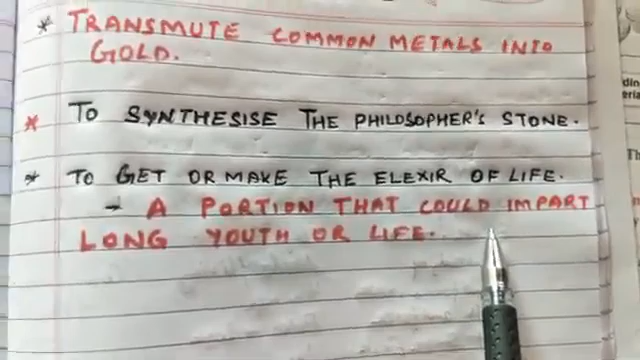 * TRANSMUTE COMMON METALS INTO
GOLD.
* TO SYNTHESISE THE PHILOSOPHER'S STONE.
* TO GET OR MAKE THE ELEXIR OF LIFE.
→ A PORTION THAT COULD IMPART
LONG YOUTH OR LIFE.